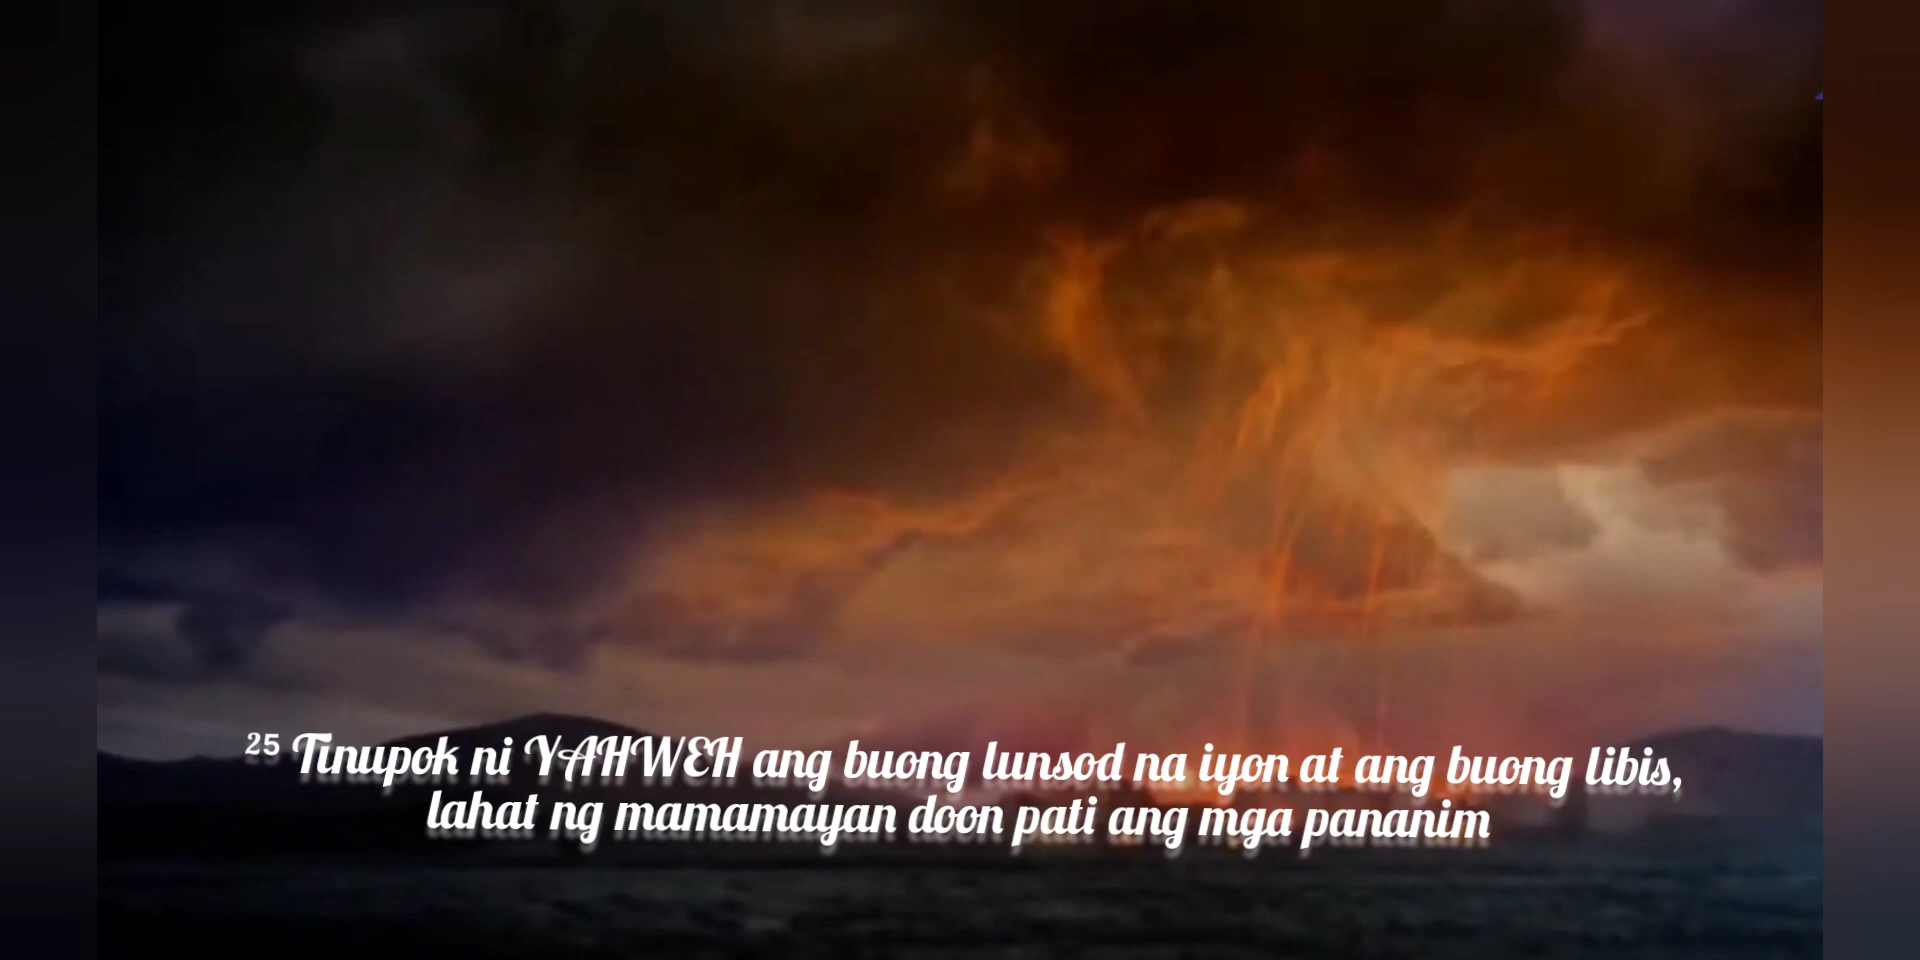 25 Tinupok ni YAHWEH ang buong lunsod na iyon at ang buong libis,
lahat ng mamamayan doon pati ang mga pananim